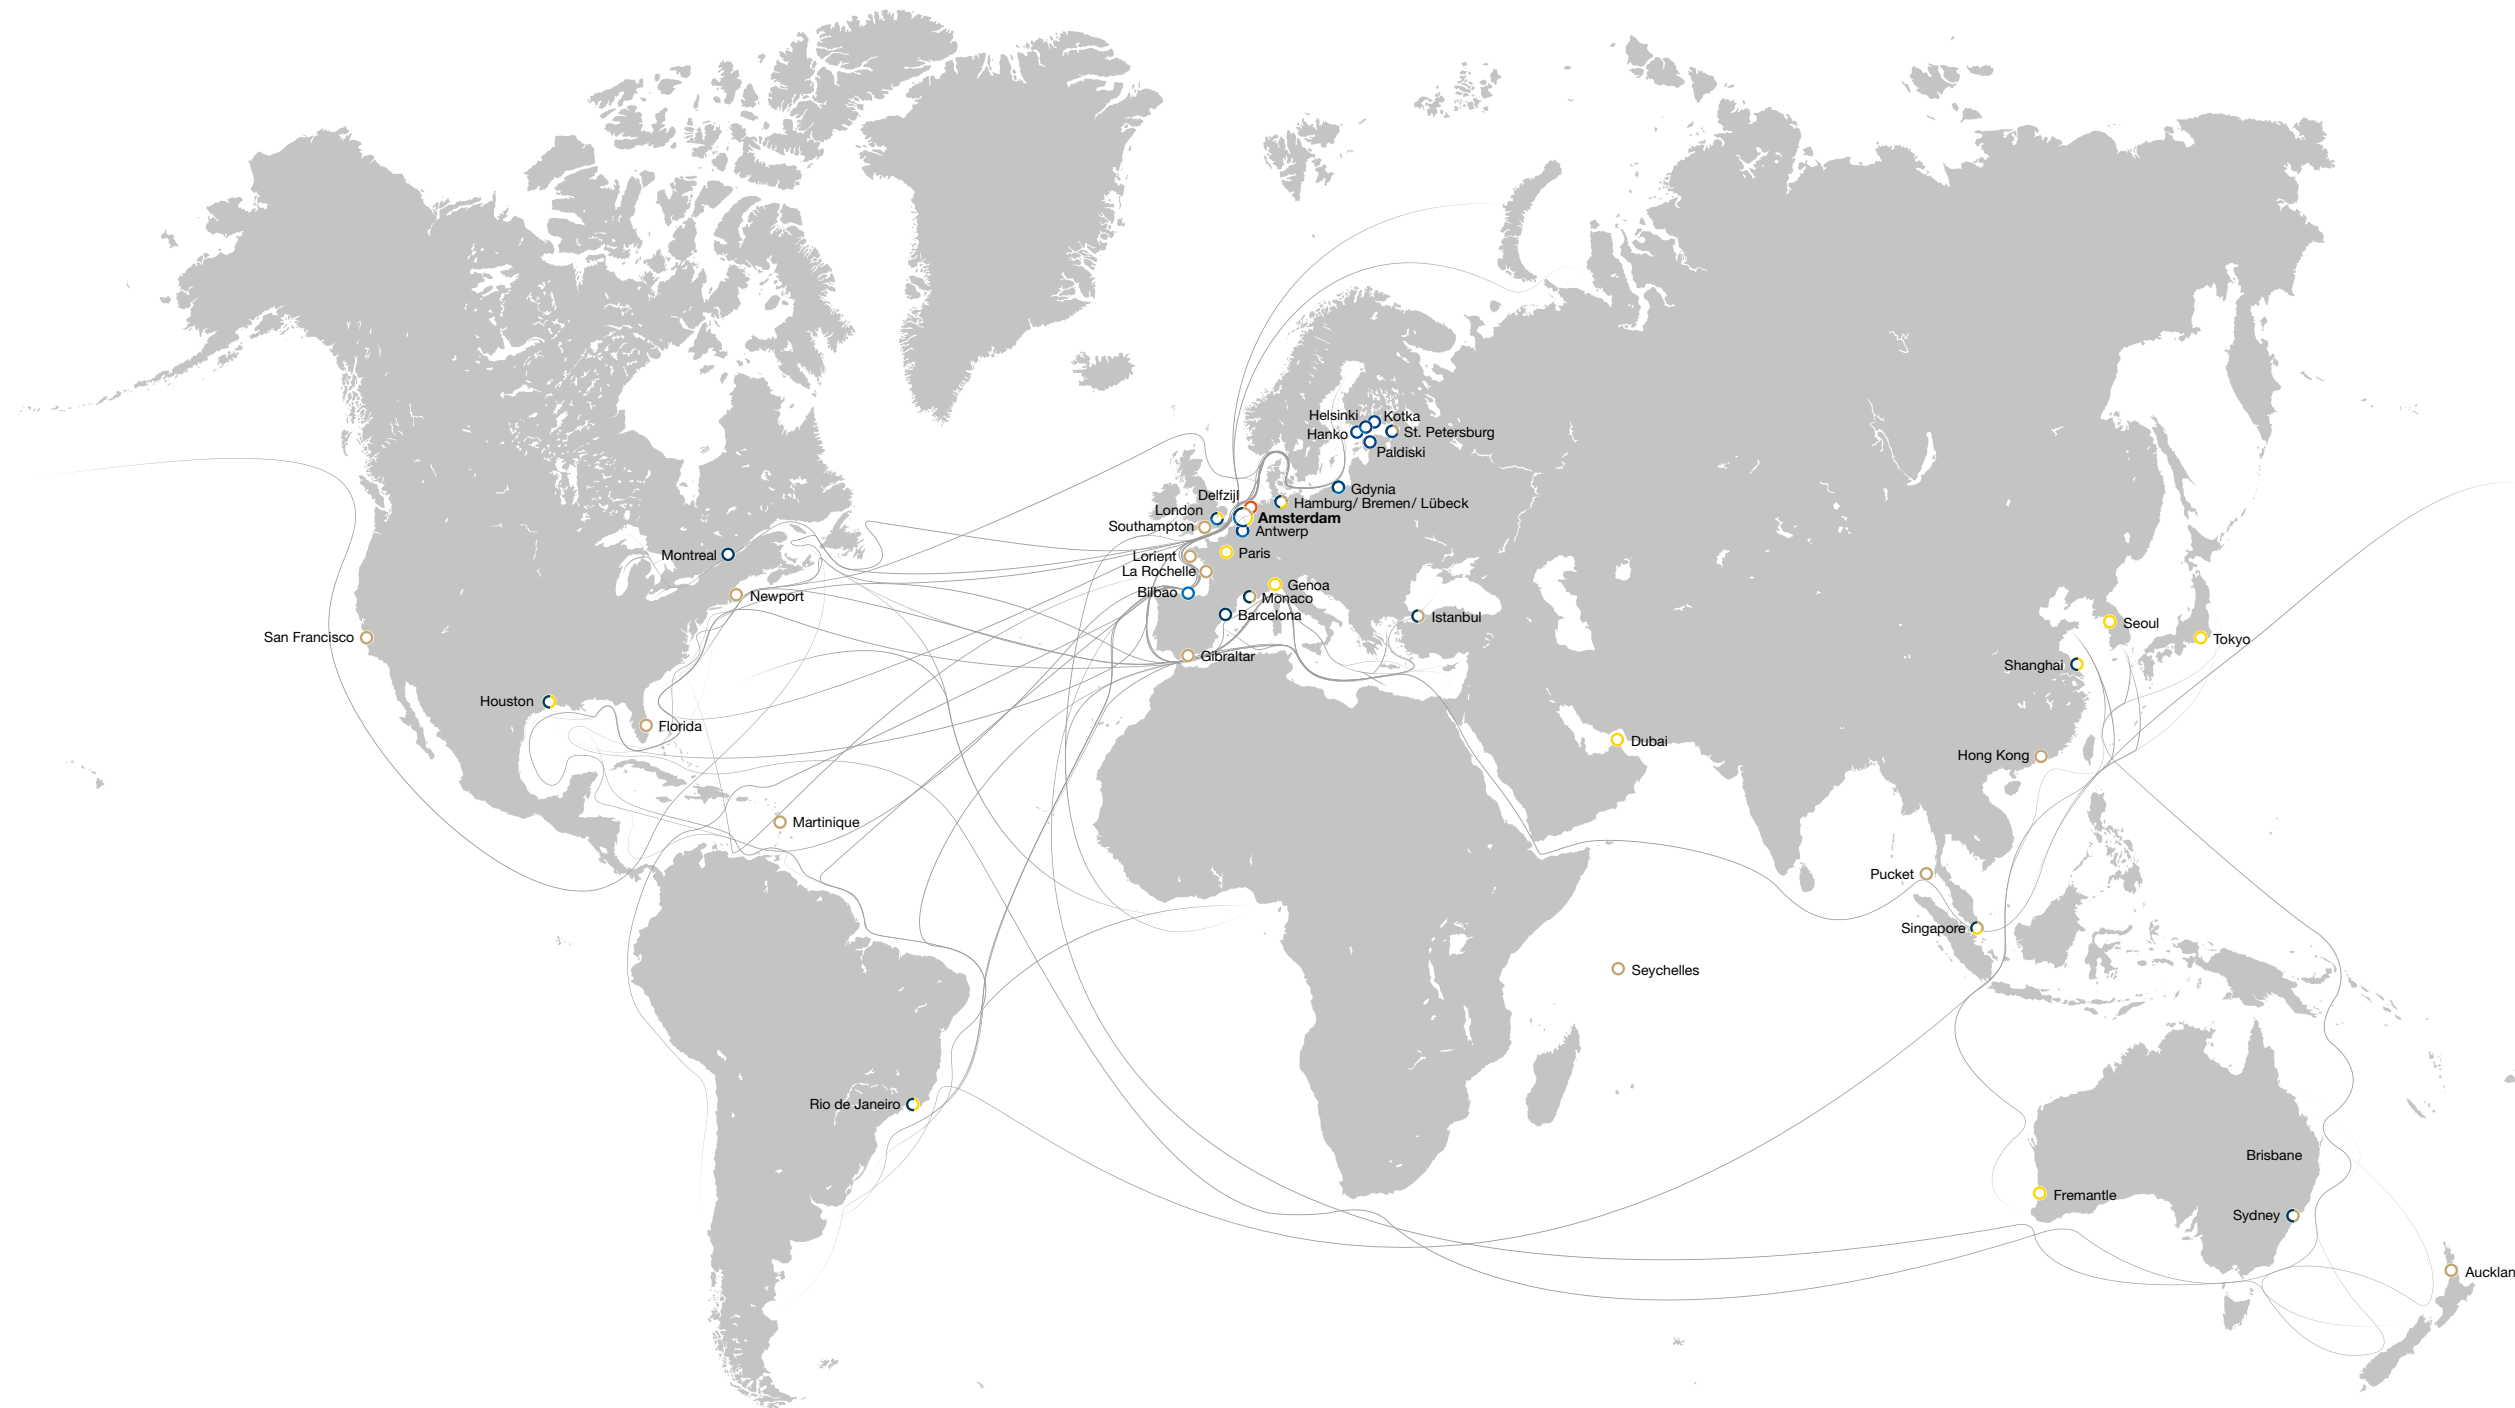 Helsinki
Kotka
Hanko
St. Petersburg
Paldiski
Gdynia
Delfzijl
Hamburg/ Bremen/ Lübeck
London
Amsterdam
Southampton
Antwerp
Montreal
Lorient
Paris
La Rochelle
Genoa
Bilbao
Monaco
Newport
Barcelona
Istanbul
Seoul
San Francisco
Tokyo
Gibraltar
Shanghai
Houston
Florida
Dubai
Hong Kong
Martinique
Pucket
Singapore
Seychelles
Rio de Janeiro
Brisbane
Fremantle
Sydney
Aucklan